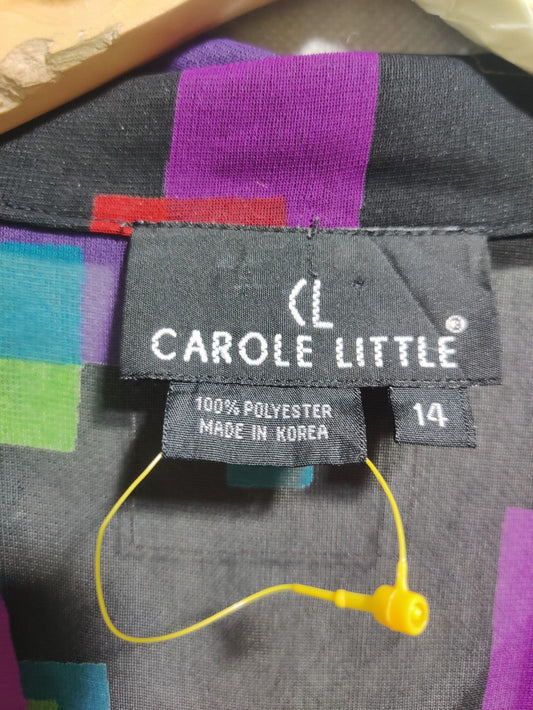 CL
CAROLE LITTLE®
100% POLYESTER
MADE IN KOREA
14